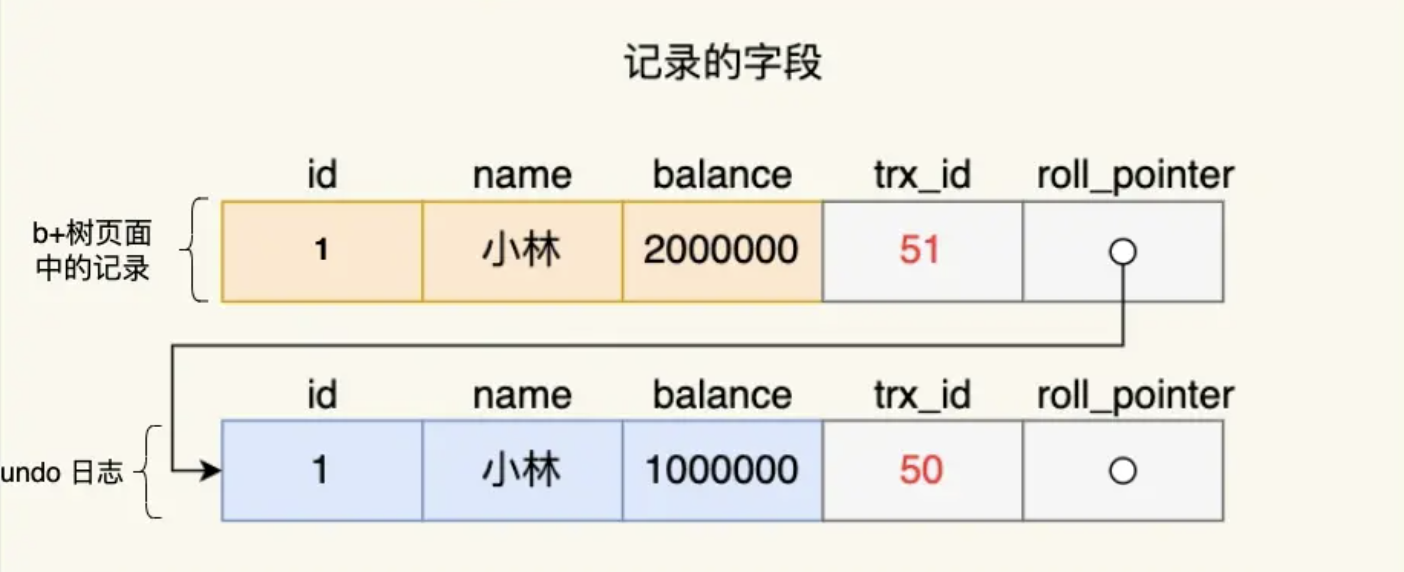 记录的字段
id name balance trx_id roll_pointer
b+树页面
中的记录
1 小林 2000000 51
id name balance trx_id roll_pointer
undo 日志
1 小林 1000000 50